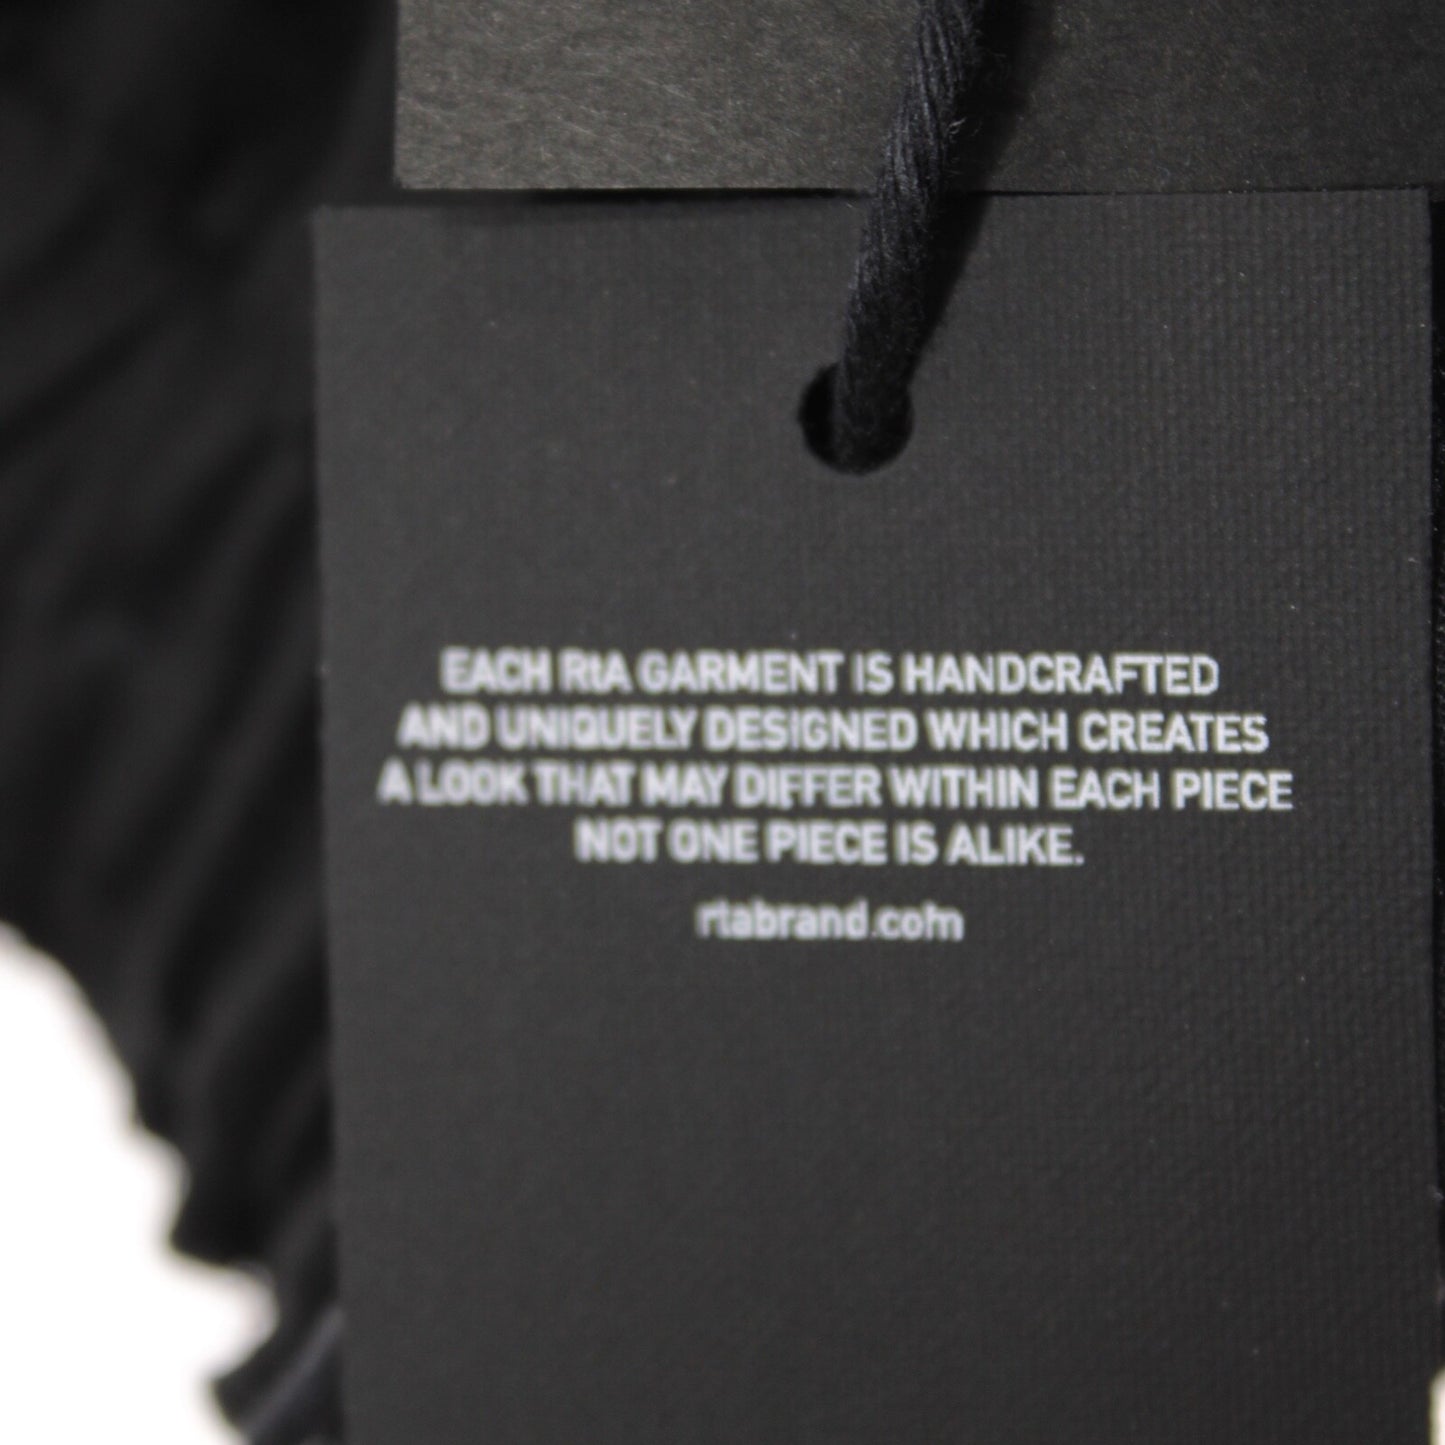 EACH RtA GARMENT IS HANDCRAFTED
AND UNIQUELY DESIGNED WHICH CREATES
A LOOK THAT MAY DIFFER WITHIN EACH PIECE
NOT ONE PIECE IS ALIKE.
rtabrand.com